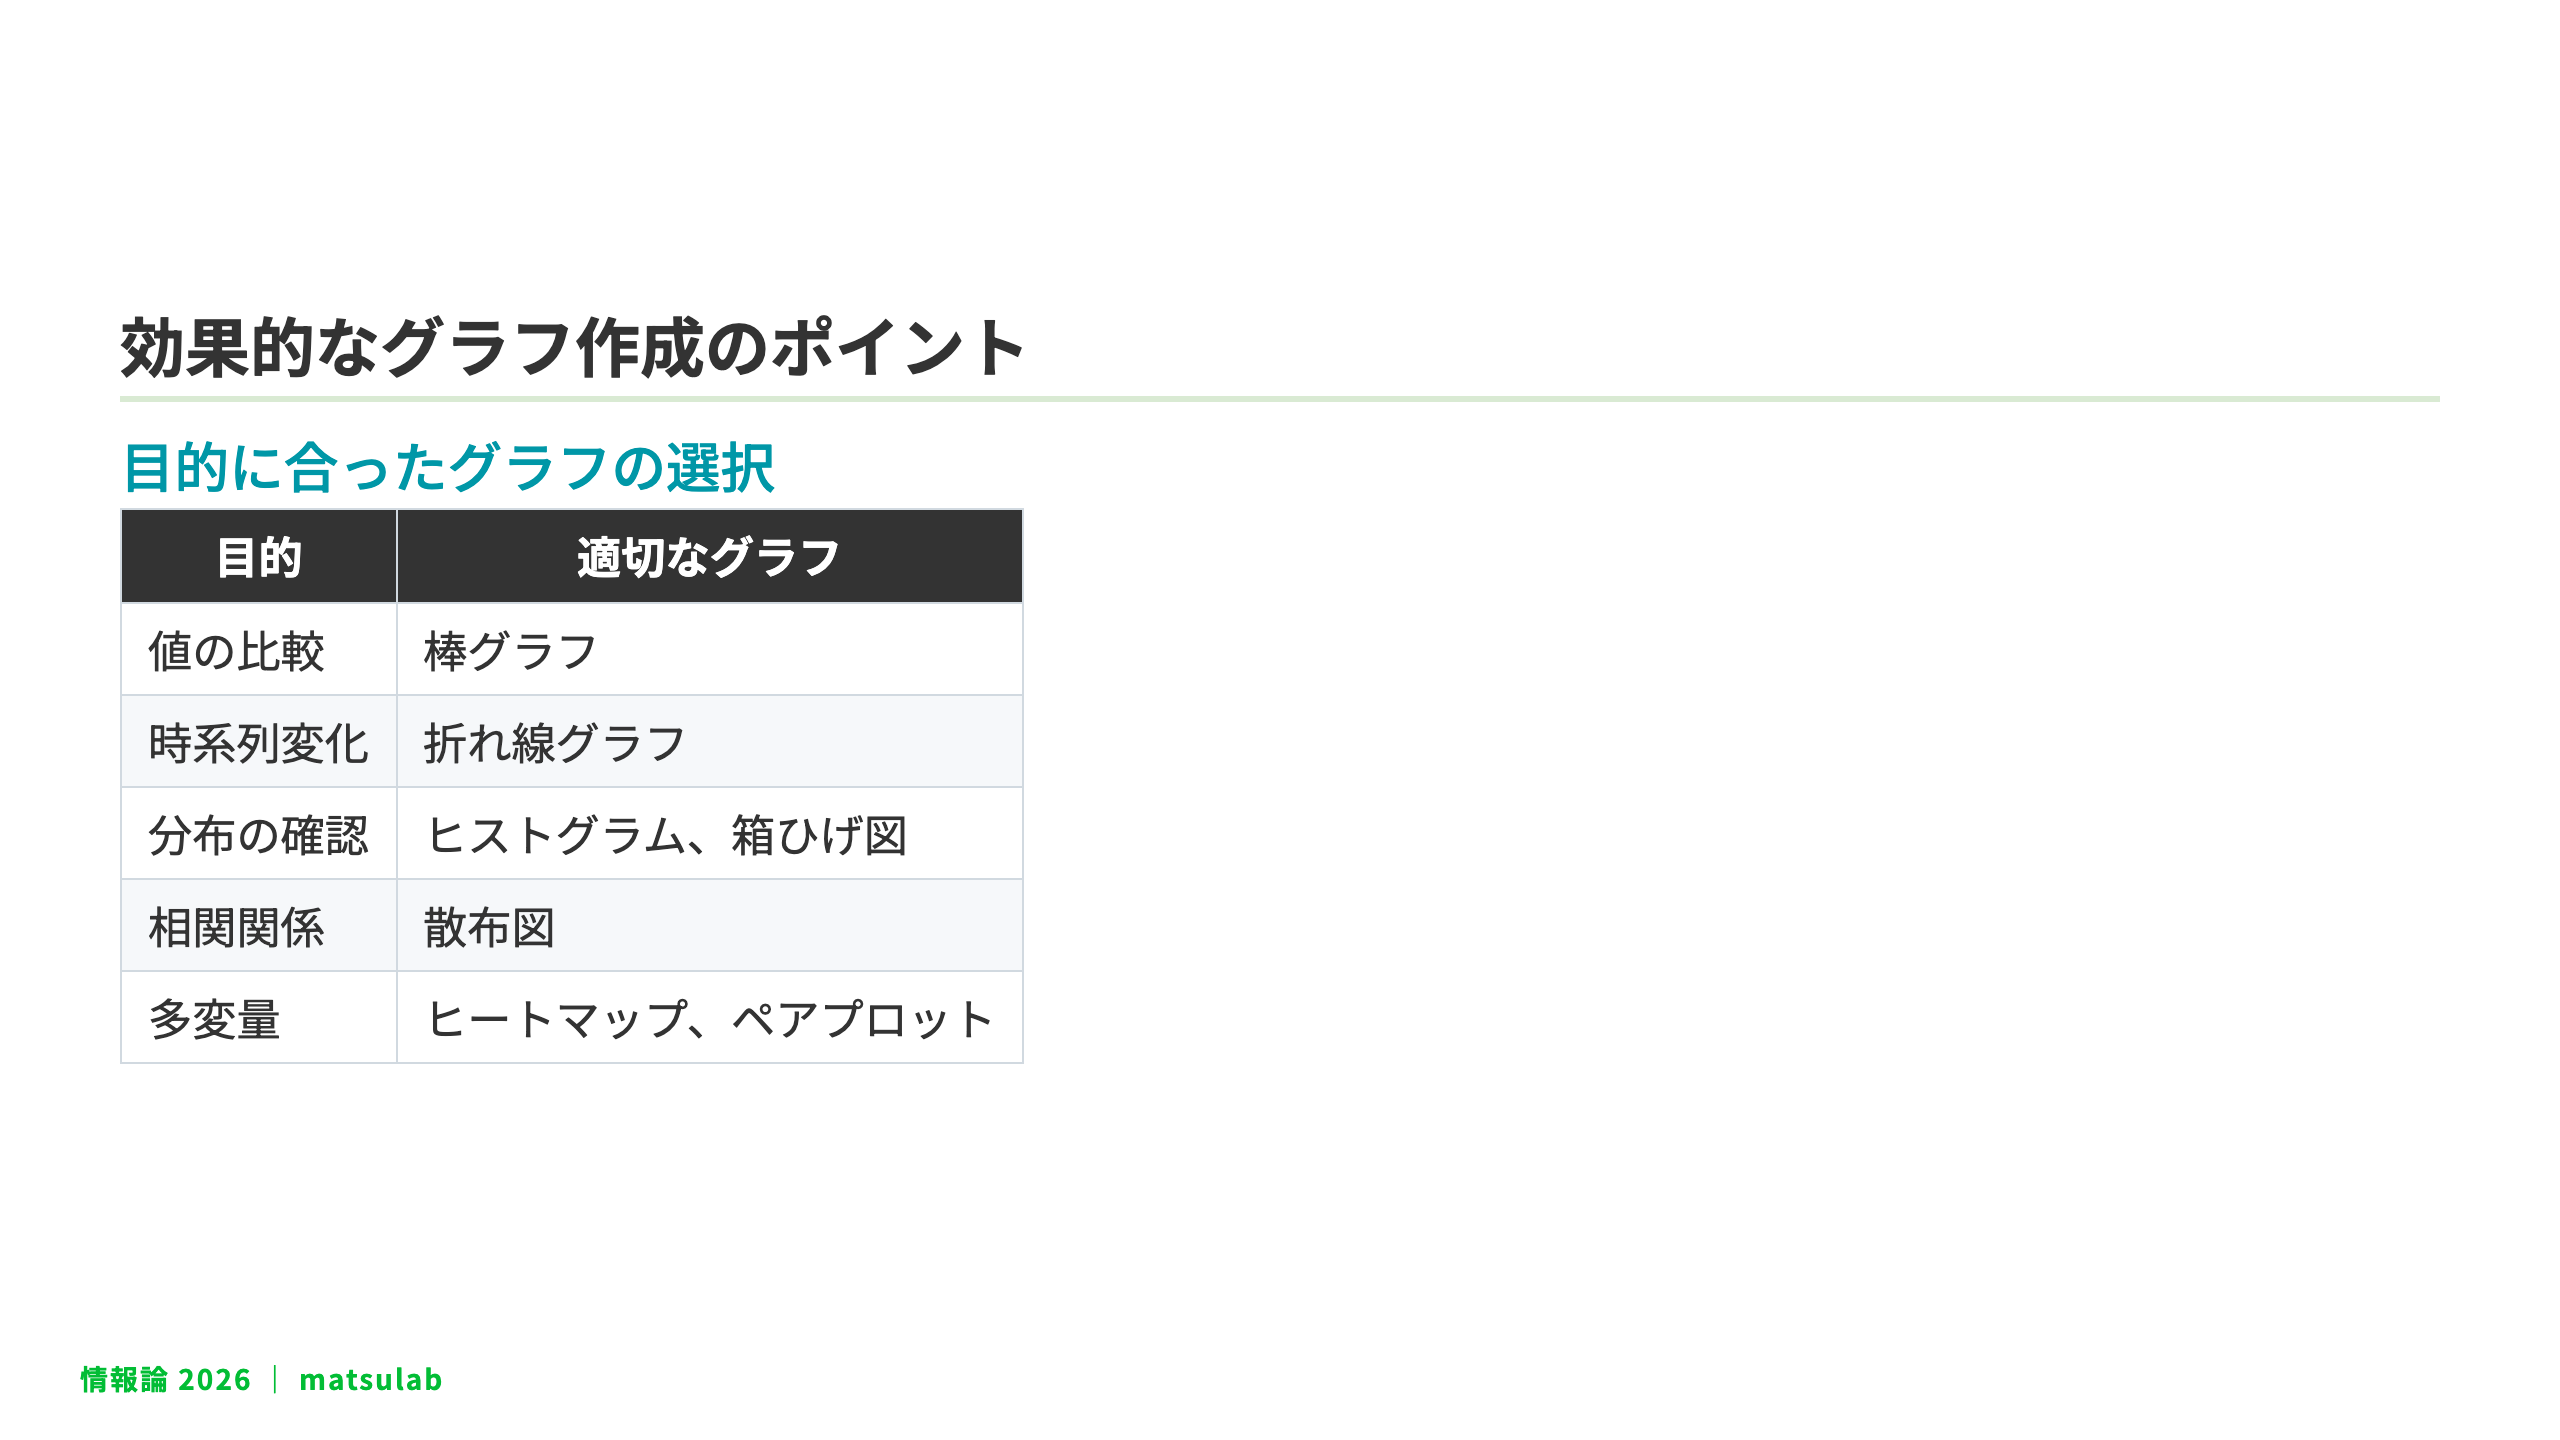 効果的なグラフ作成のポイント
目的に合ったグラフの選択
目的 適切なグラフ
値の比較 棒グラフ
時系列変化 折れ線グラフ
分布の確認 ヒストグラム、箱ひげ図
相関関係 散布図
多変量 ヒートマップ、ペアプロット
情報論 2026 ｜ matsulab